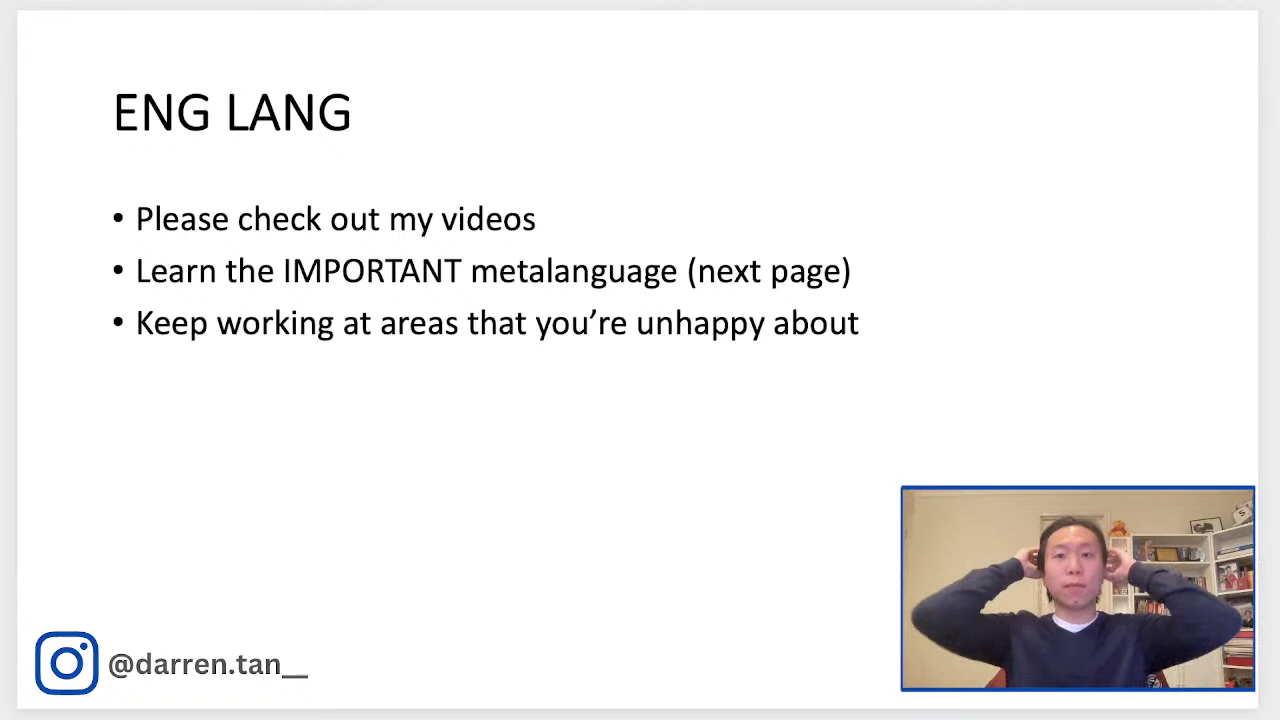 ENG LANG
• Please check out my videos
• Learn the IMPORTANT metalanguage (next page)
• Keep working at areas that you’re unhappy about
@darren.tan__